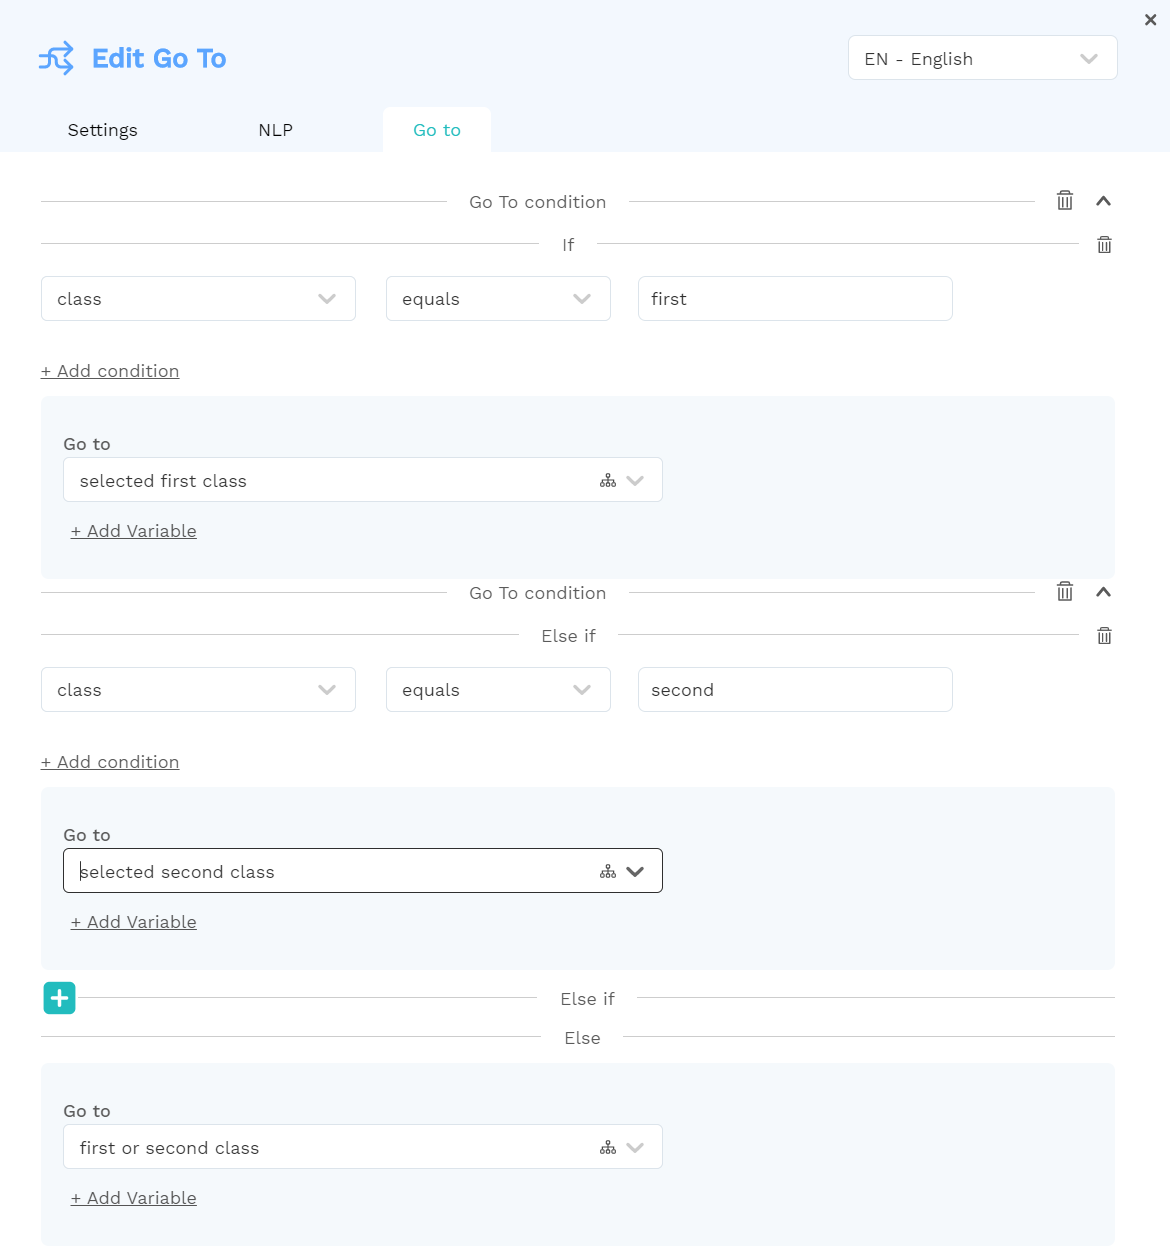 Edit Go To
EN - English
Settings
NLP
Go to
Go To condition
If
class
equals
first
+ Add condition
Go to
selected first class
+ Add Variable
Go To condition
Else if
class
equals
second
+ Add condition
Go to
selected second class
+ Add Variable
Else if
Else
Go to
first or second class
+ Add Variable